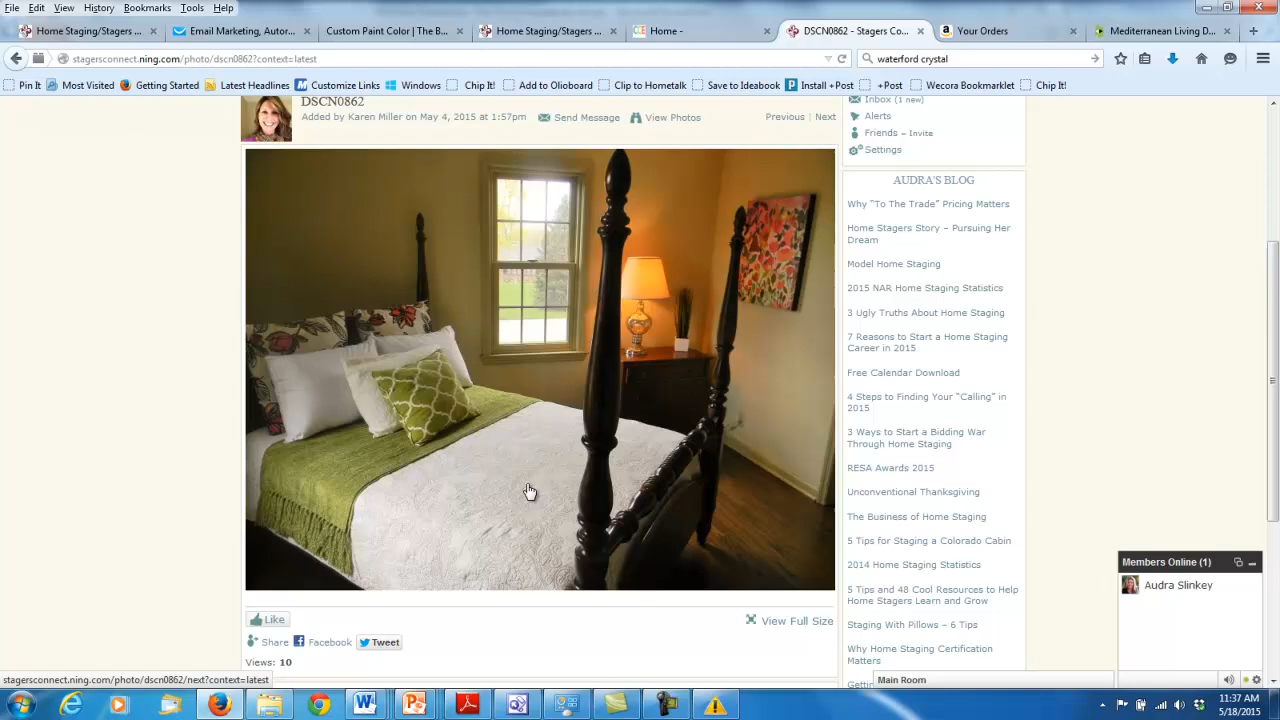 File Edit View History Bookmarks Tools Help
Home Staging/Stagers ... × Email Marketing, Autor... × Custom Paint Color | The B... × Home Staging/Stagers ... × Home - × DSCN0862 - Stagers Co... × Your Orders × Mediterranean Living D... × +
stagersconnect.ning.com/photo/dscn0862?context=latest waterford crystal
Pin It Most Visited Getting Started Latest Headlines Customize Links Windows Chip It! Add to Olioboard Clip to Hometalk Save to Ideabook Install +Post +Post Wecora Bookmarklet Chip It!
DSCN0862
Added by Karen Miller on May 4, 2015 at 1:57pm Send Message View Photos Previous Next
Inbox (1 new)
Alerts
Friends – Invite
Settings
AUDRA'S BLOG
Why “To The Trade” Pricing Matters
Home Stagers Story – Pursuing Her
Dream
Model Home Staging
2015 NAR Home Staging Statistics
3 Ugly Truths About Home Staging
7 Reasons to Start a Home Staging
Career in 2015
Free Calendar Download
4 Steps to Finding Your “Calling” in
2015
3 Ways to Start a Bidding War
Through Home Staging
RESA Awards 2015
Unconventional Thanksgiving
The Business of Home Staging
5 Tips for Staging a Colorado Cabin
2014 Home Staging Statistics
5 Tips and 48 Cool Resources to Help
Home Stagers Learn and Grow
Staging With Pillows – 6 Tips
Why Home Staging Certification
Matters
Members Online (1)
Audra Slinkey
Like
View Full Size
Share Facebook Tweet
Views: 10
stagersconnect.ning.com/photo/dscn0862/next?context=latest
Main Room
11:37 AM
5/18/2015